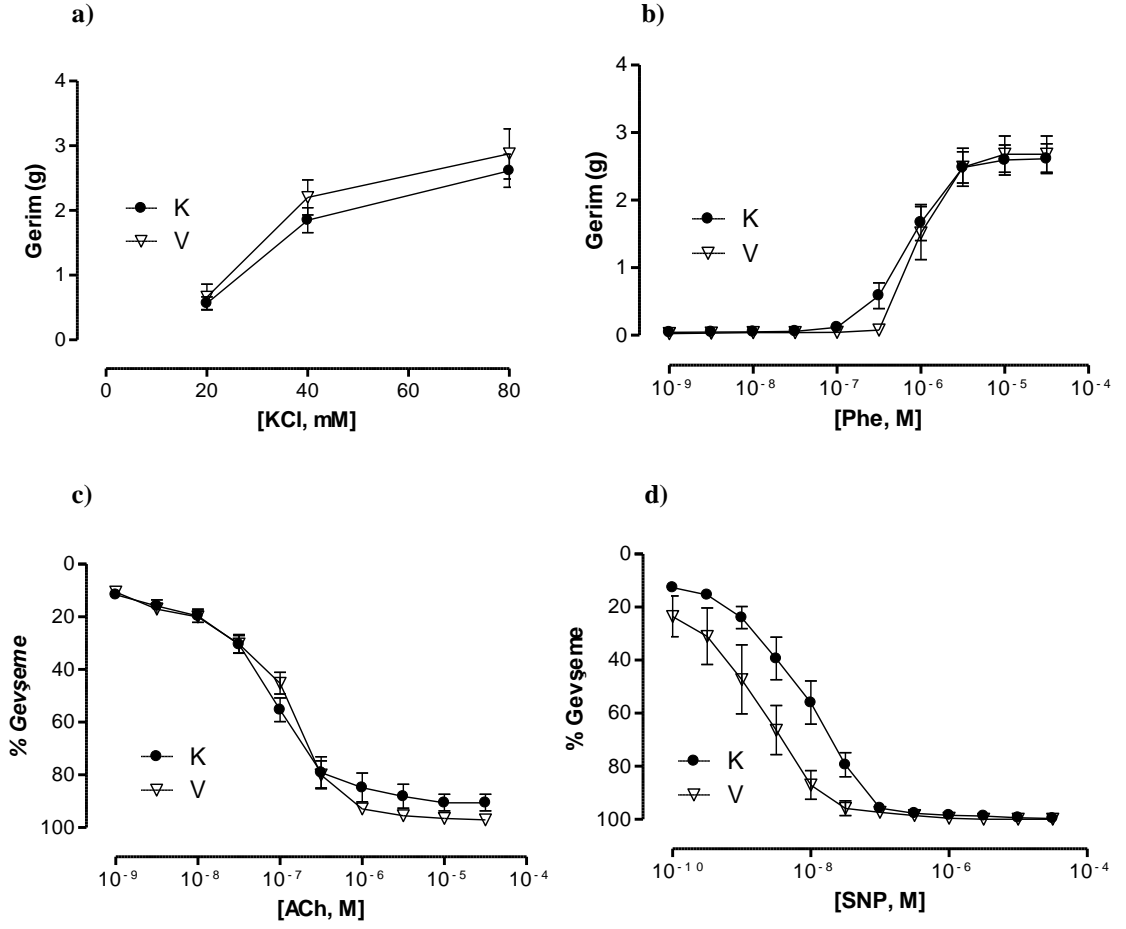 a)
4
3
2
1
0
Gerim (g)
K
V
0 20 40 60 80
[KCl, mM]
b)
4
3
2
1
0
Gerim (g)
K
V
10⁻⁹ 10⁻⁸ 10⁻⁷ 10⁻⁶ 10⁻⁵ 10⁻⁴
[Phe, M]
c)
0
20
40
60
80
100
% Gevşeme
K
V
10⁻⁹ 10⁻⁸ 10⁻⁷ 10⁻⁶ 10⁻⁵ 10⁻⁴
[ACh, M]
d)
0
20
40
60
80
100
% Gevşeme
K
V
10⁻¹⁰ 10⁻⁸ 10⁻⁶ 10⁻⁴
[SNP, M]